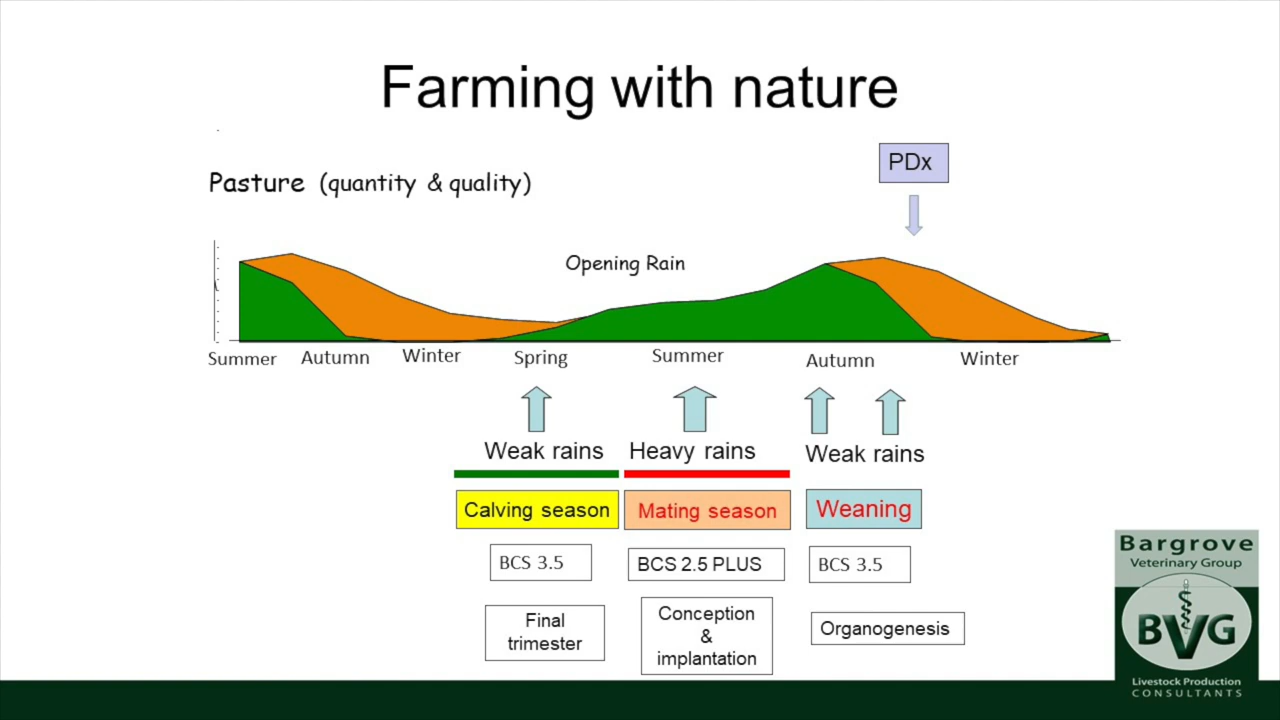 Farming with nature
PDx
Pasture (quantity & quality)
Opening Rain
Summer
Autumn
Winter
Spring
Summer
Autumn
Winter
Weak rains
Heavy rains
Weak rains
Calving season
Mating season
Weaning
BCS 3.5
BCS 2.5 PLUS
BCS 3.5
Final
trimester
Conception
&
implantation
Organogenesis
Bargrove
Veterinary Group
BVG
Livestock Production
CONSULTANTS